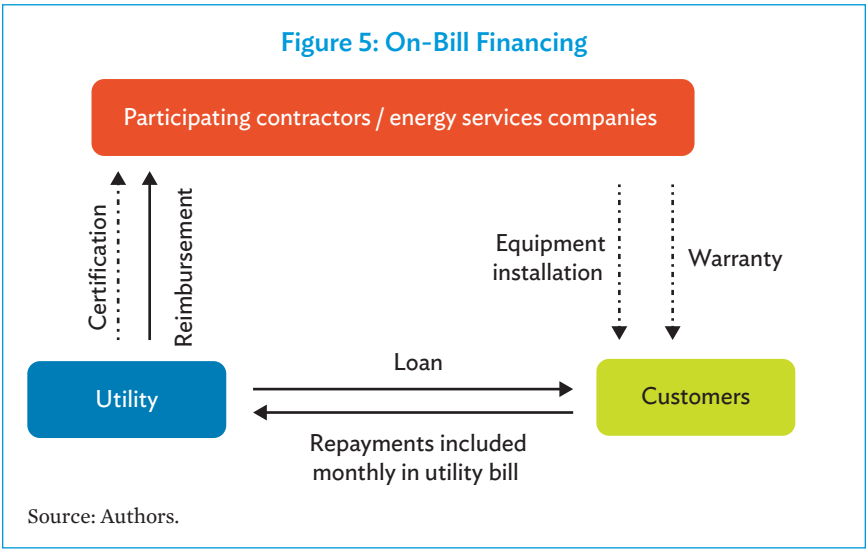 Figure 5: On-Bill Financing
Participating contractors / energy services companies
Certification
Reimbursement
Equipment
installation
Warranty
Utility
Loan
Customers
Repayments included
monthly in utility bill
Source: Authors.